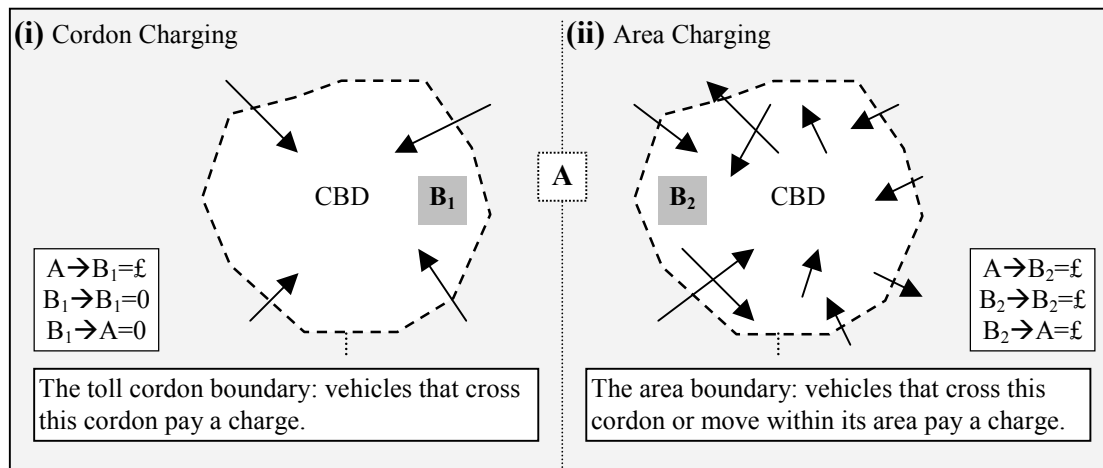 (i) Cordon Charging
CBD
B₁
A→B₁=£
B₁→B₁=0
B₁→A=0
The toll cordon boundary: vehicles that cross
this cordon pay a charge.
A
(ii) Area Charging
B₂
CBD
A→B₂=£
B₂→B₂=£
B₂→A=£
The area boundary: vehicles that cross this
cordon or move within its area pay a charge.